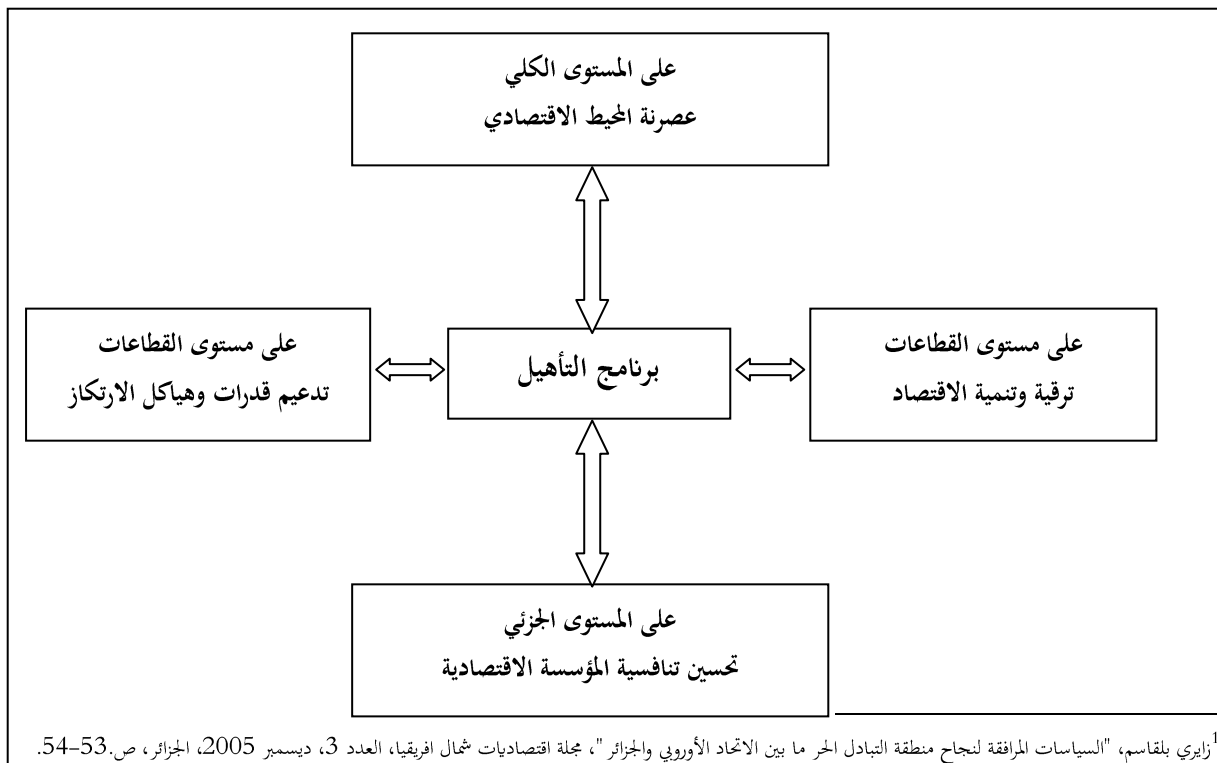 على المستوى الكلي
عصرنة المحيط الاقتصادي
على مستوى القطاعات
ترقية وتنمية الاقتصاد
برنامج التأهيل
على مستوى القطاعات
تدعيم قدرات وهياكل الارتكاز
على المستوى الجزئي
تحسين تنافسية المؤسسة الاقتصادية
1زايري بلقاسم، "السياسات المرافقة لنجاح منطقة التبادل الحر ما بين الاتحاد الأوروبي والجزائر "، مجلة اقتصاديات شمال افريقيا، العدد 3، ديسمبر 2005، الجزائر، ص.53-54.